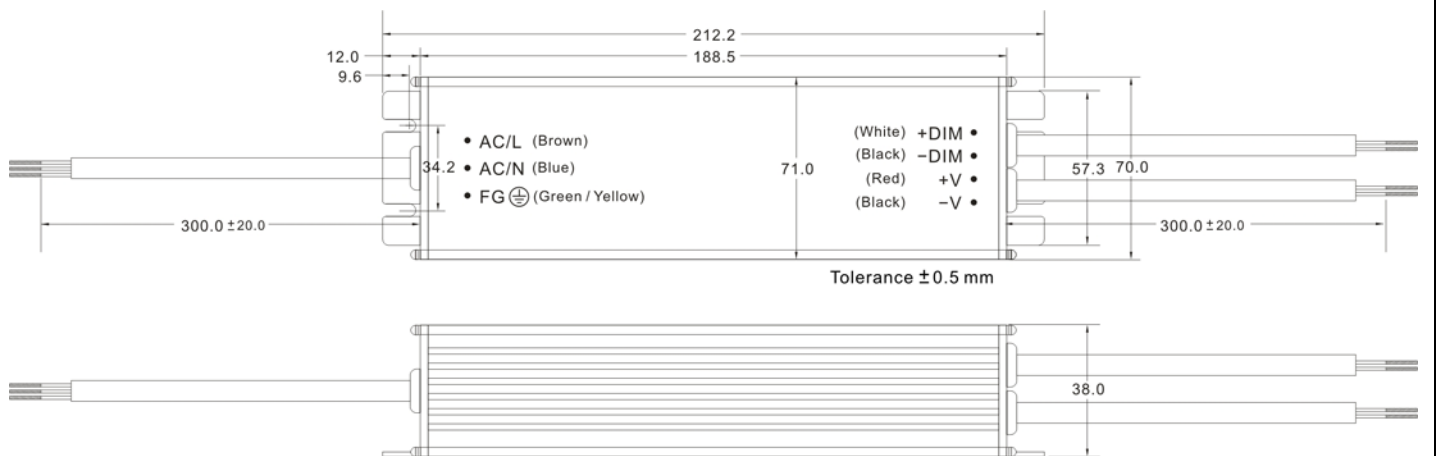 212.2
12.0
188.5
9.6
AC/L (Brown)
(White) +DIM
(Black) −DIM
34.2
AC/N (Blue)
71.0
57.3
70.0
(Red) +V
FG (Green / Yellow)
(Black) −V
300.0 ±20.0
300.0 ±20.0
Tolerance ±0.5 mm
38.0